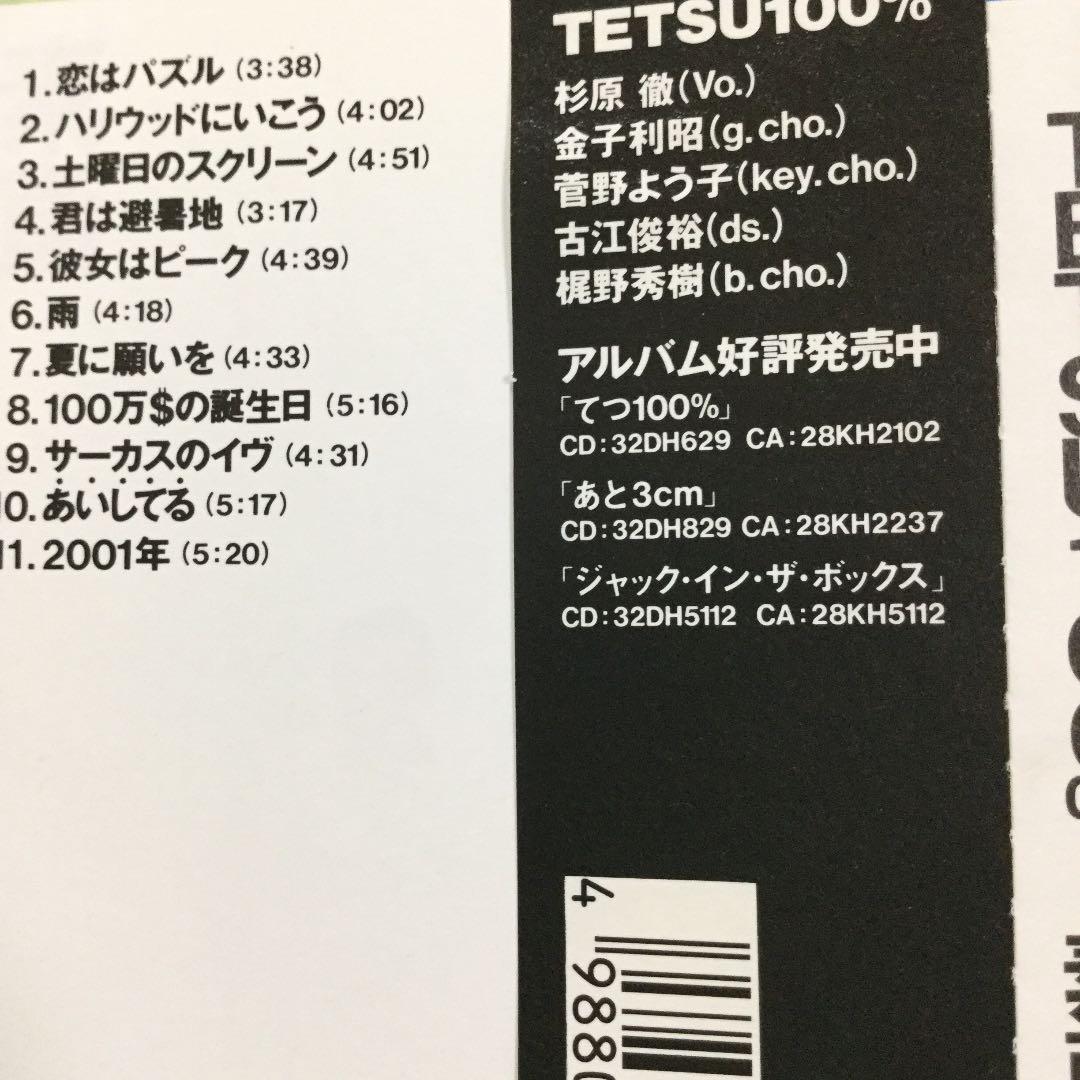 1.恋はパズル (3:38)
2.ハリウッドにいこう (4:02)
3.土曜日のスクリーン (4:51)
4.君は避暑地 (3:17)
5.彼女はピーク (4:39)
6.雨 (4:18)
7.夏に願いを (4:33)
8.100万$の誕生日 (5:16)
9.サーカスのイヴ (4:31)
10.あいしてる (5:17)
11.2001年 (5:20)
TETSU100%
杉原 徹(Vo.)
金子利昭(g.cho.)
菅野よう子(key.cho.)
古江俊裕(ds.)
梶野秀樹(b.cho.)
アルバム好評発売中
「てつ100%」
CD:32DH629 CA:28KH2102
「あと3cm」
CD:32DH829 CA:28KH2237
「ジャック・イン・ザ・ボックス」
CD:32DH5112 CA:28KH5112
4 988